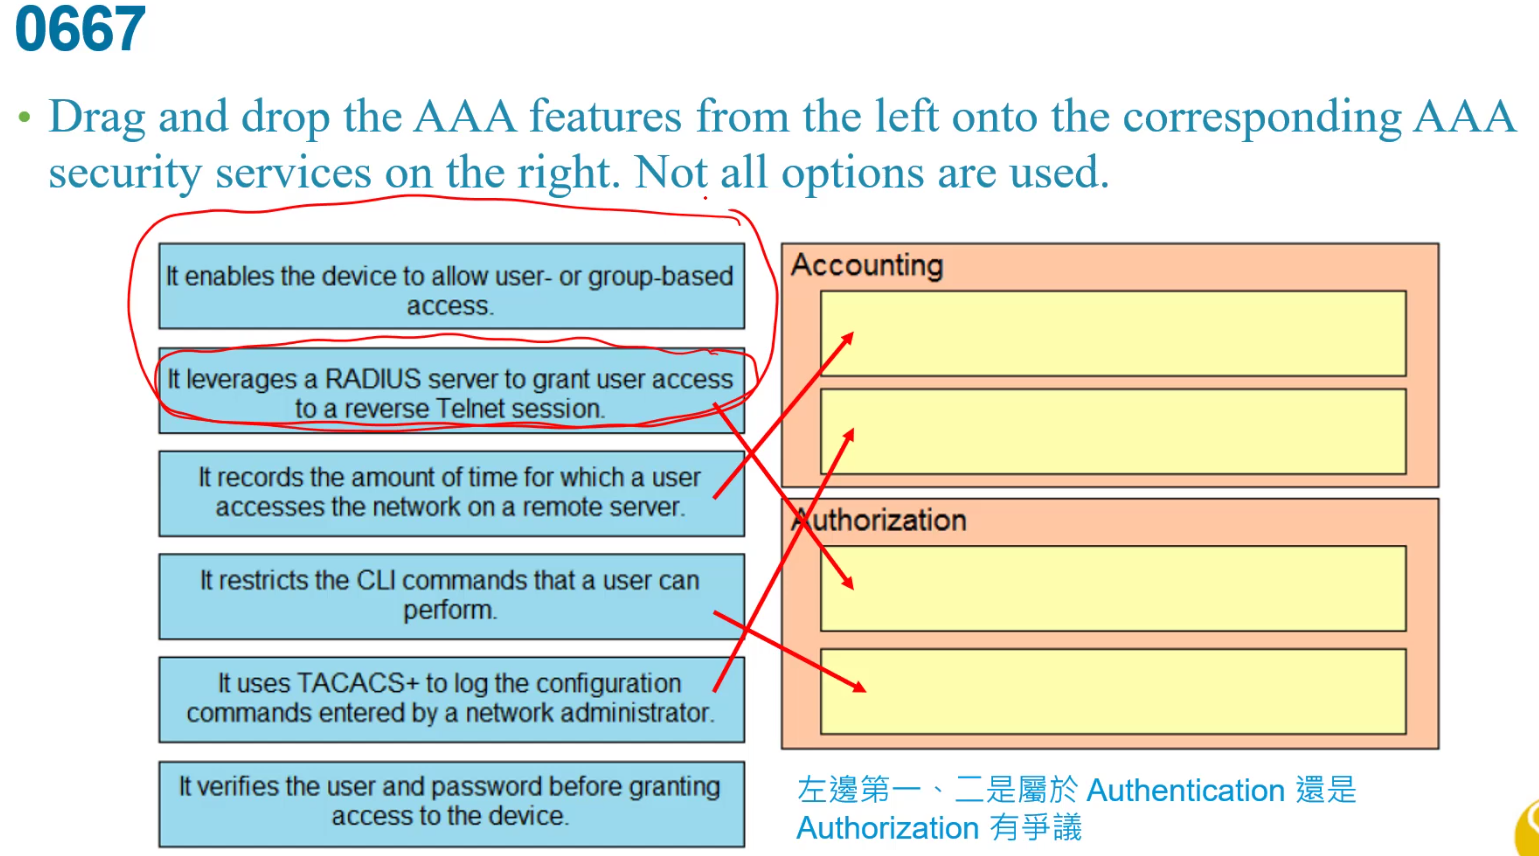 0667
• Drag and drop the AAA features from the left onto the corresponding AAA
security services on the right. Not all options are used.
It enables the device to allow user- or group-based
access.
It leverages a RADIUS server to grant user access
to a reverse Telnet session.
It records the amount of time for which a user
accesses the network on a remote server.
It restricts the CLI commands that a user can
perform.
It uses TACACS+ to log the configuration
commands entered by a network administrator.
It verifies the user and password before granting
access to the device.
Accounting
Authorization
左邊第一、二是屬於 Authentication 還是
Authorization 有爭議